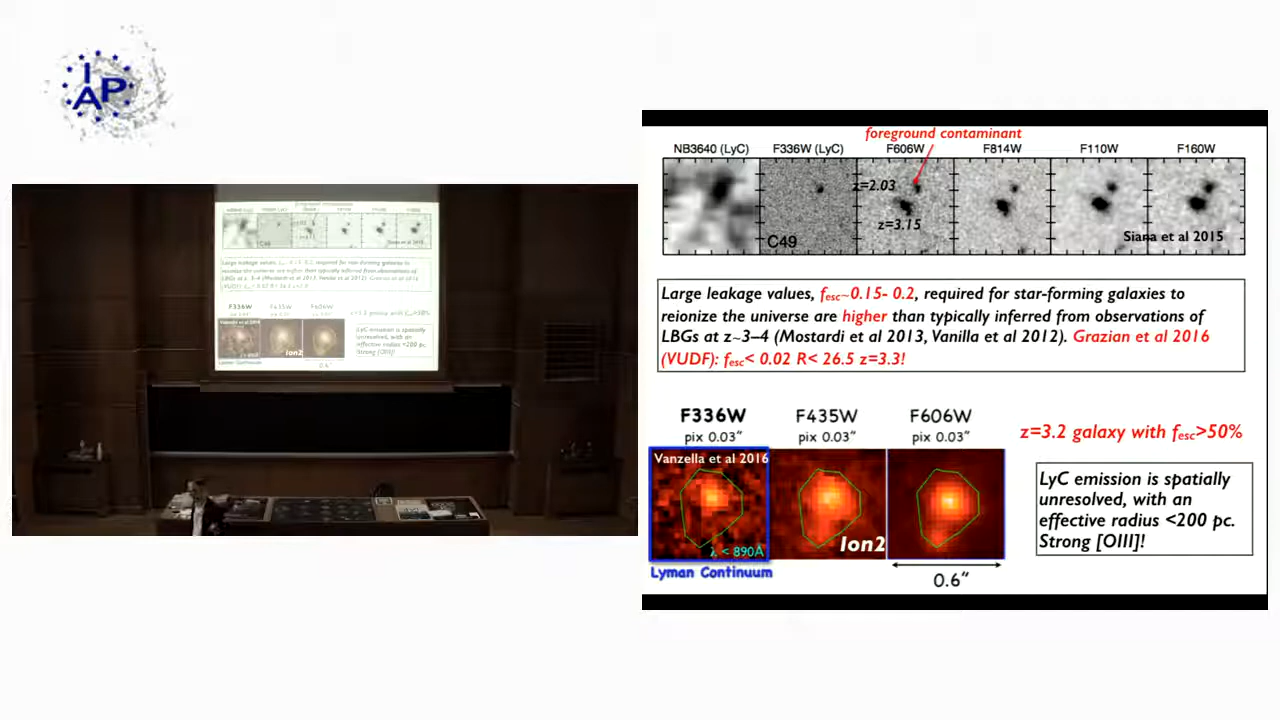 IAP
foreground contaminant
NB3640 (LyC) F336W (LyC) F606W F814W F110W F160W
z=2.03
z=3.15
C49
Siana et al 2015
Large leakage values, fesc~0.15- 0.2, required for star-forming galaxies to
reionize the universe are higher than typically inferred from observations of
LBGs at z~3–4 (Mostardi et al 2013, Vanilla et al 2012). Grazian et al 2016
(VUDF): fesc< 0.02 R< 26.5 z=3.3!
F336W F435W F606W
pix 0.03" pix 0.03" pix 0.03"
z=3.2 galaxy with fesc>50%
Vanzella et al 2016
λ < 890Å
Ion2
Lyman Continuum
0.6"
LyC emission is spatially
unresolved, with an
effective radius <200 pc.
Strong [OIII]!